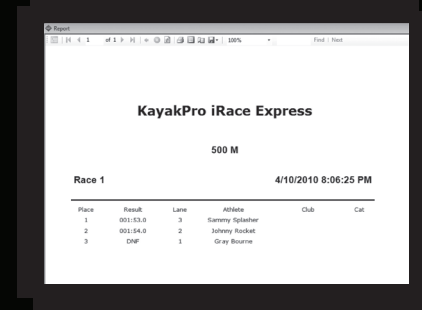 Report
1 of 1 100% Find | Next
KayakPro iRace Express
500 M
Race 1 4/10/2010 8:06:25 PM
Place Result Lane Athlete Club Cat
1 001:53.0 3 Sammy Splasher
2 001:54.0 2 Johnny Rocket
3 DNF 1 Gray Bourne